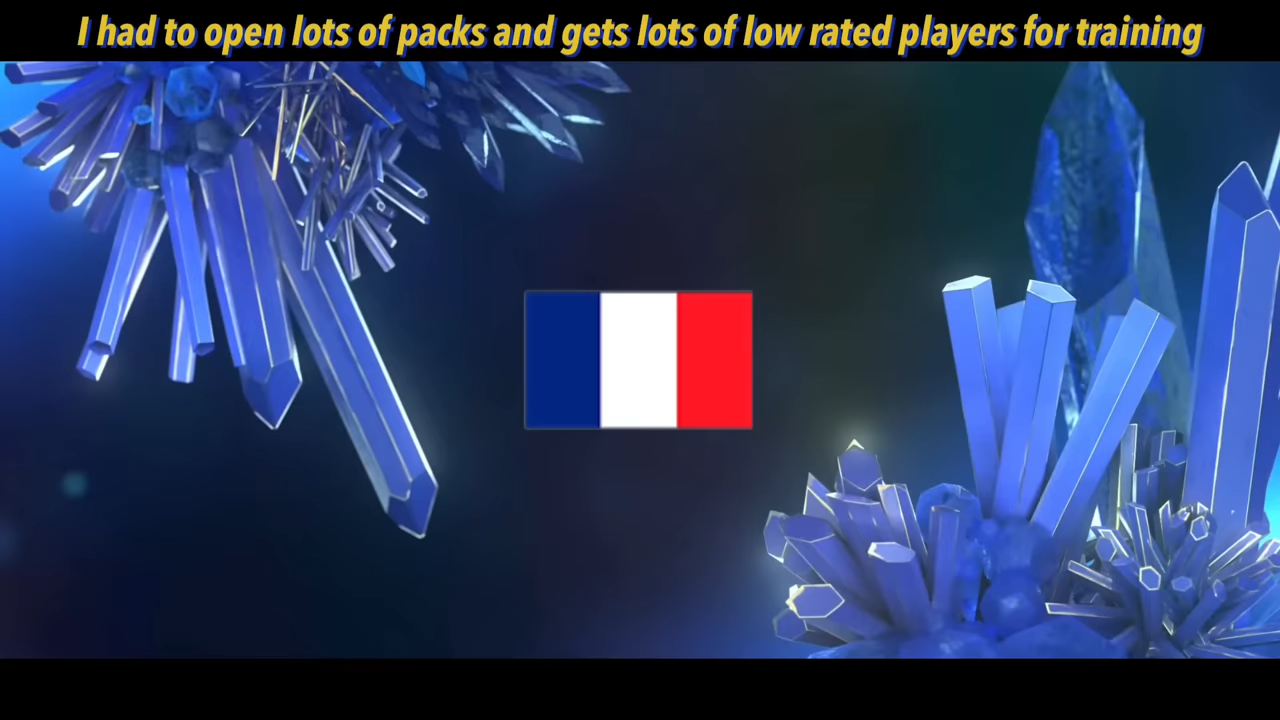 I had to open lots of packs and gets lots of low rated players for training